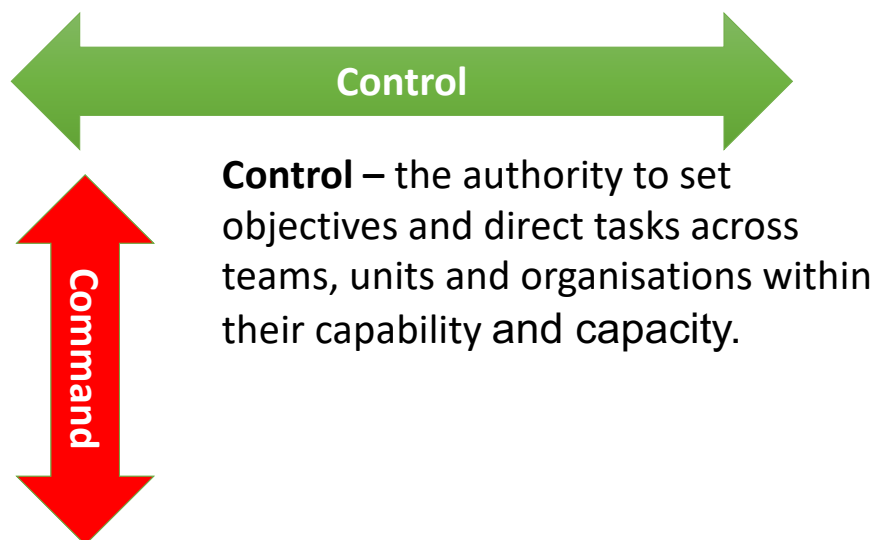 Control
Control – the authority to set
objectives and direct tasks across
teams, units and organisations within
their capability and capacity.
Command